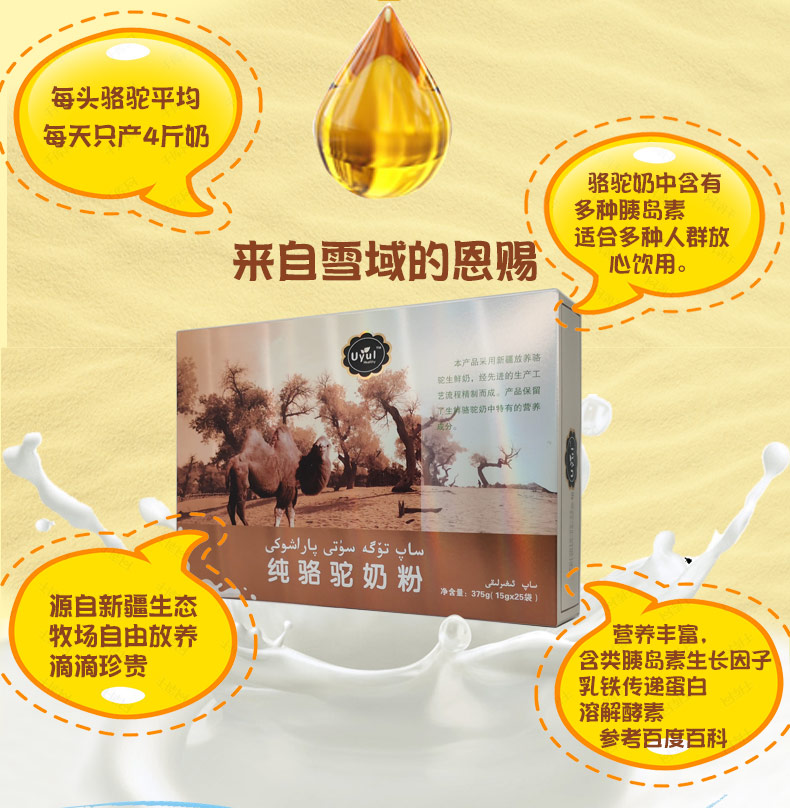 每头骆驼平均
每天只产4斤奶
骆驼奶中含有
多种胰岛素
适合多种人群放
心饮用。
来自雪域的恩赐
Uyul
本产品采用新疆放养骆
驼生鲜奶，经先进的生产工
艺流程精制而成。产品保留
了生鲜骆驼奶中特有的营养
成分。
ساپ تۆگە سۈتى پاراشوكى
纯骆驼奶粉
ساپ ئېغىرلىقى
净含量：375g(15gx25袋)
源自新疆生态
牧场自由放养
滴滴珍贵
营养丰富，
含类胰岛素生长因子
乳铁传递蛋白
溶解酵素
参考百度百科